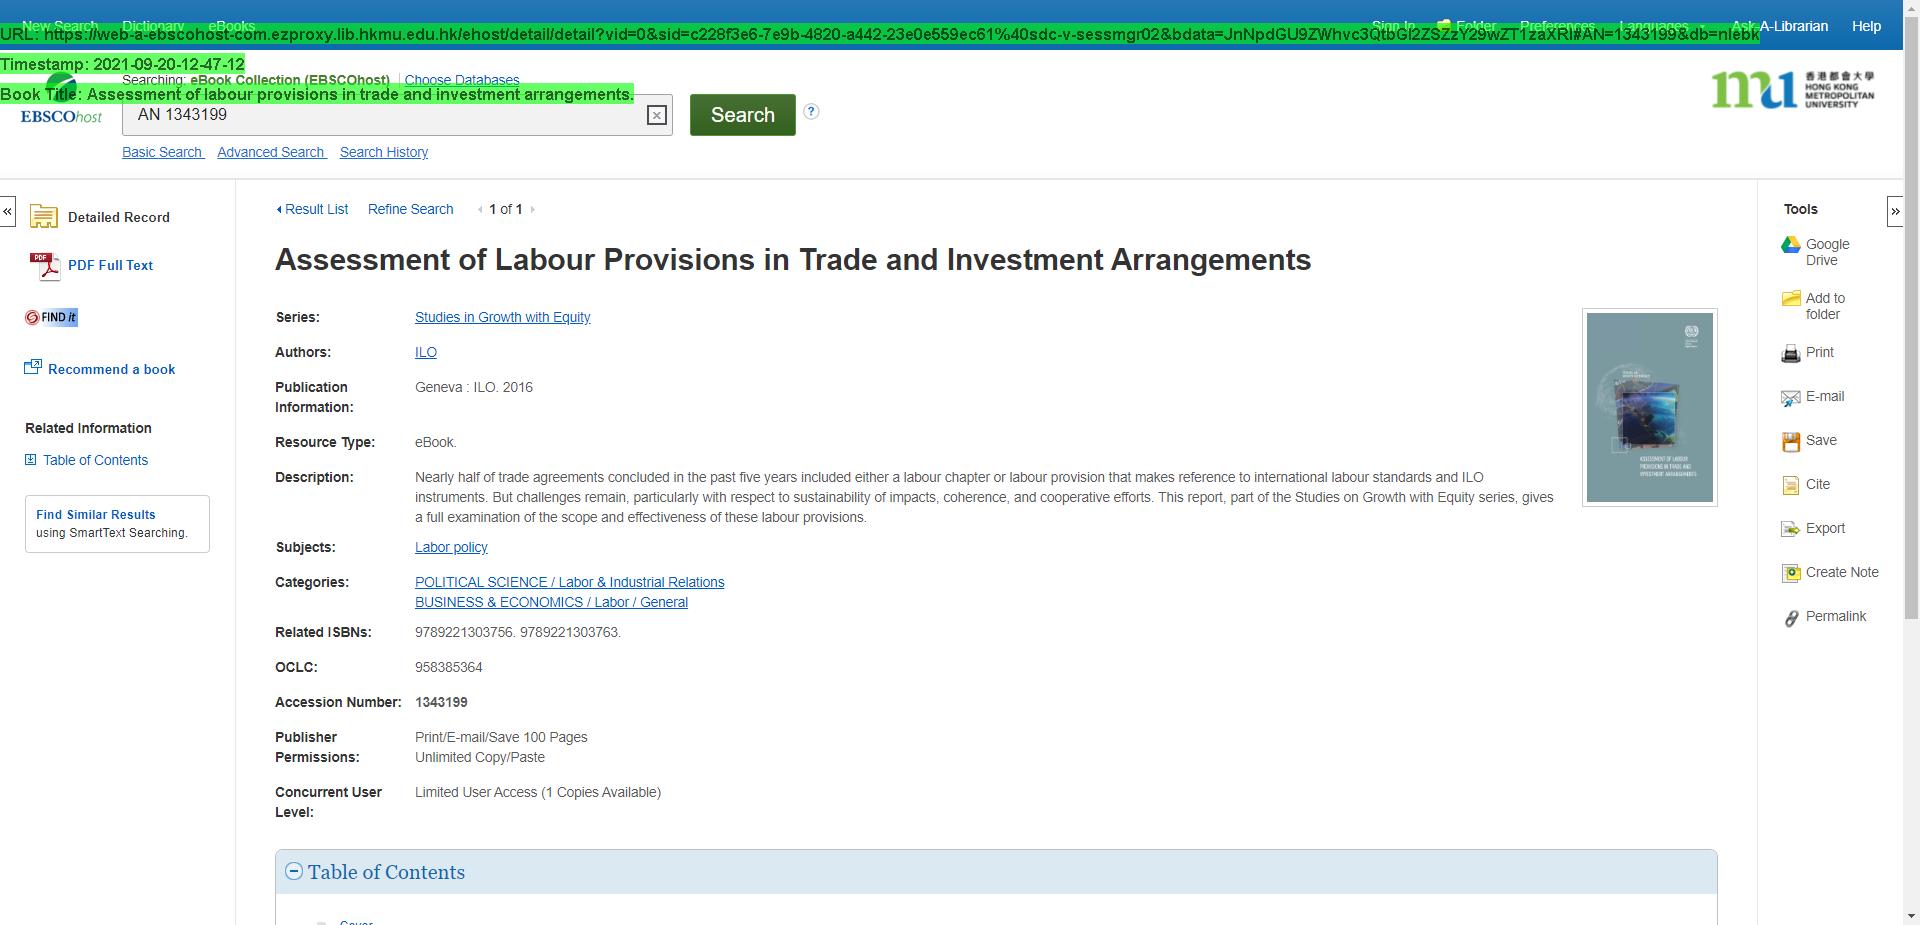 New Search Dictionary eBooks Sign In Folder Preferences Languages Ask-A-Librarian Help
URL: https://web-a-ebscohost-com.ezproxy.lib.hkmu.edu.hk/ehost/detail/detail?vid=0&sid=c228f3e6-7e9b-4820-a442-23e0e559ec61%40sdc-v-sessmgr02&bdata=JnNpdGU9ZWhvc3QtbGl2ZSZzY29wZT1zaXRl#AN=1343199&db=nlebk
Timestamp: 2021-09-20-12-47-12
Searching: eBook Collection (EBSCOhost) Choose Databases
Book Title: Assessment of labour provisions in trade and investment arrangements.
EBSCOhost
AN 1343199
Search
?
香港都會大學
HONG KONG
METROPOLITAN
UNIVERSITY
Basic Search Advanced Search Search History
Detailed Record
PDF Full Text
FIND it
Recommend a book
Related Information
Table of Contents
Find Similar Results
using SmartText Searching.
Result List Refine Search 1 of 1
Assessment of Labour Provisions in Trade and Investment Arrangements
Series: Studies in Growth with Equity
Authors: ILO
Publication Information: Geneva : ILO. 2016
Resource Type: eBook.
Description: Nearly half of trade agreements concluded in the past five years included either a labour chapter or labour provision that makes reference to international labour standards and ILO
instruments. But challenges remain, particularly with respect to sustainability of impacts, coherence, and cooperative efforts. This report, part of the Studies on Growth with Equity series, gives
a full examination of the scope and effectiveness of these labour provisions.
Subjects: Labor policy
Categories: POLITICAL SCIENCE / Labor & Industrial Relations
BUSINESS & ECONOMICS / Labor / General
Related ISBNs: 9789221303756. 9789221303763.
OCLC: 958385364
Accession Number: 1343199
Publisher Permissions: Print/E-mail/Save 100 Pages
Unlimited Copy/Paste
Concurrent User Level: Limited User Access (1 Copies Available)
Table of Contents
Cover
ASSESSMENT OF LABOUR
PROVISIONS IN TRADE AND
INVESTMENT ARRANGEMENTS
Tools
Google
Drive
Add to
folder
Print
E-mail
Save
Cite
Export
Create Note
Permalink